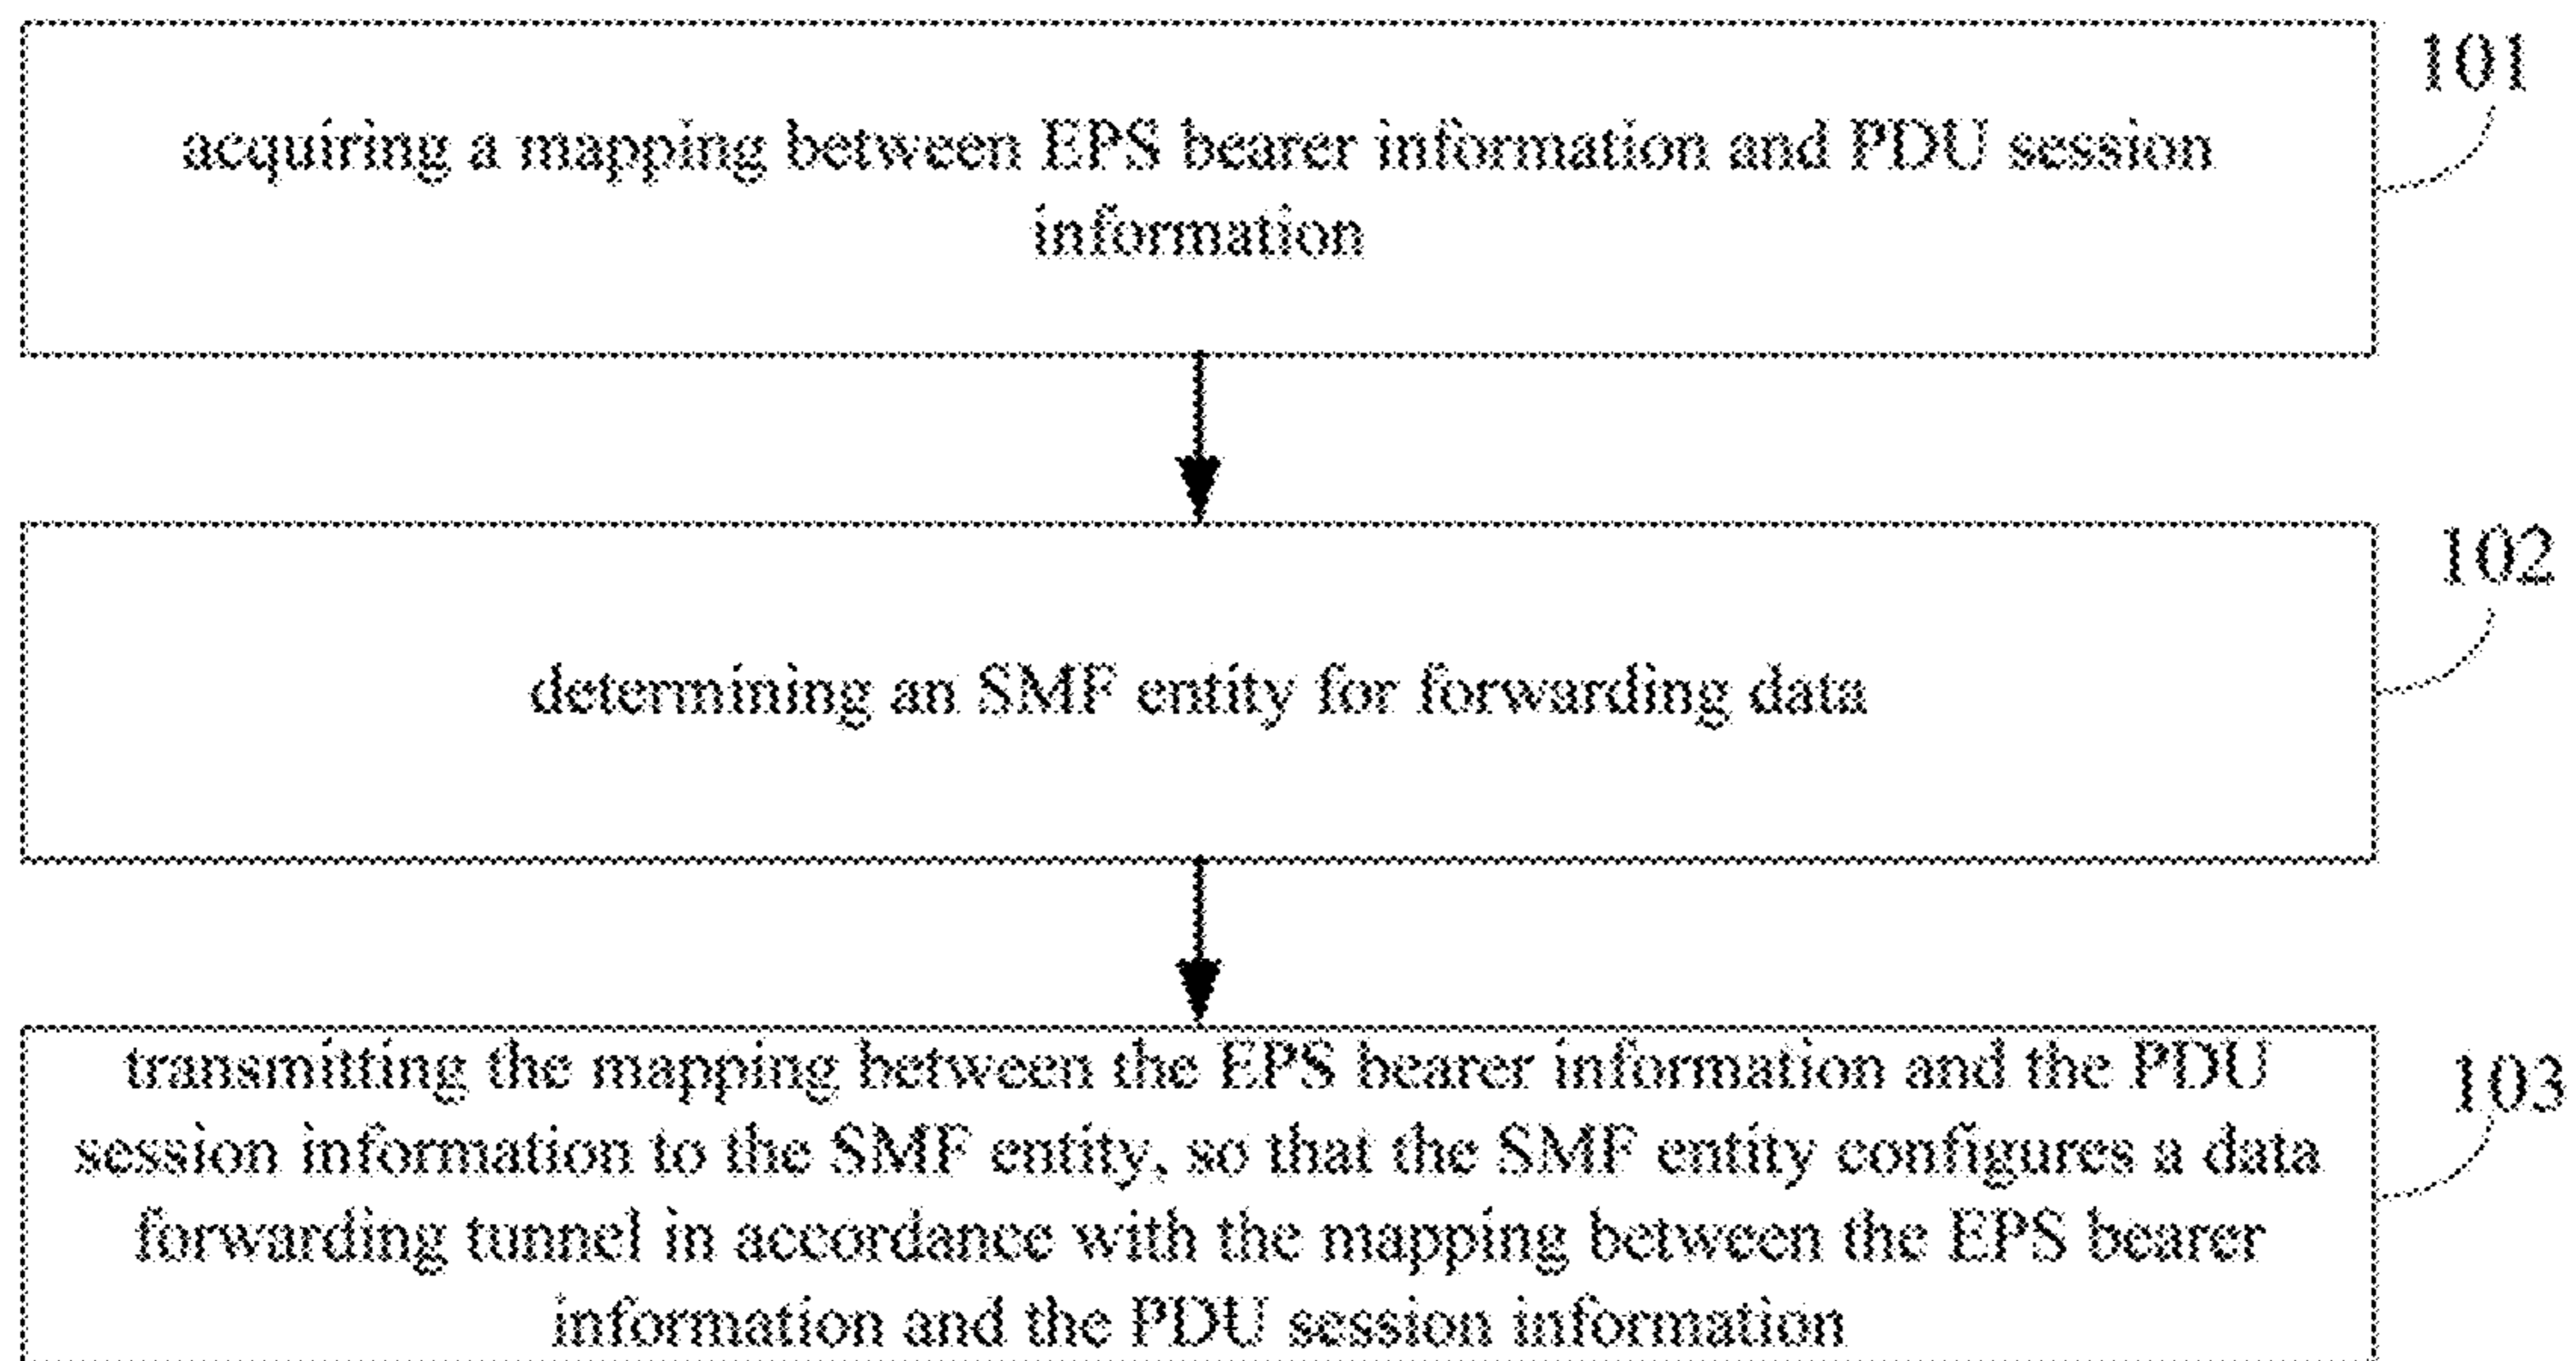 101
acquiring a mapping between EPS bearer information and PDU session
information
102
determining an SMF entity for forwarding data
103
transmitting the mapping between the EPS bearer information and the PDU
session information to the SMF entity, so that the SMF entity configures a data
forwarding tunnel in accordance with the mapping between the EPS bearer
information and the PDU session information